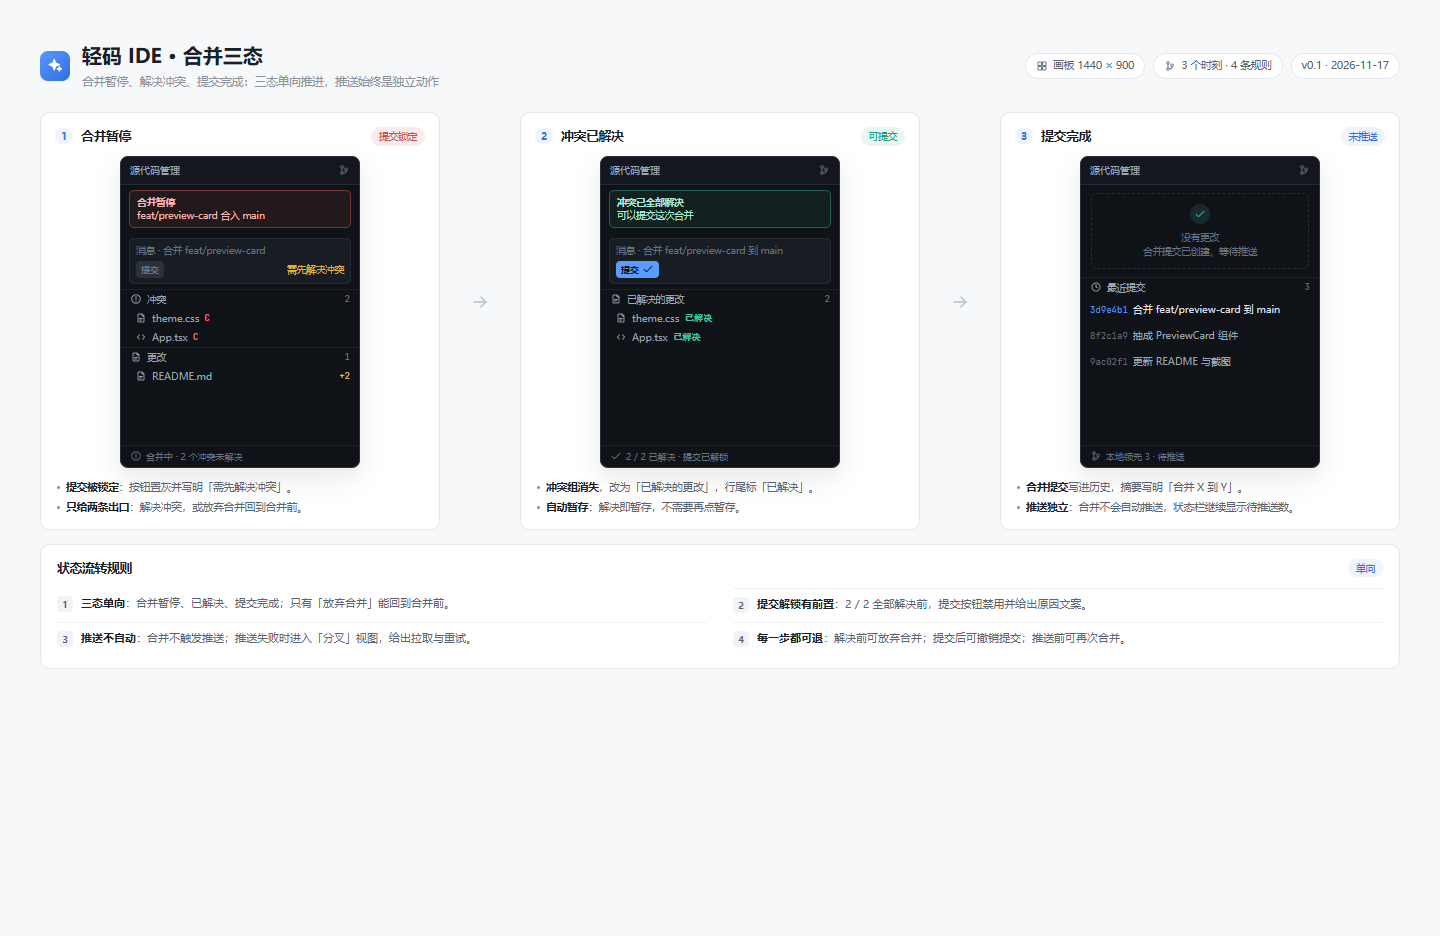 轻码 IDE · 合并三态
合并暂停、解决冲突、提交完成：三态单向推进，推送始终是独立动作
画板 1440 × 900
3 个时刻 · 4 条规则
v0.1 · 2026-11-17
1 合并暂停
提交锁定
源代码管理
合并暂停
feat/preview-card 合入 main
消息 · 合并 feat/preview-card
提交
需先解决冲突
冲突 2
theme.css C
App.tsx C
更改 1
README.md +2
合并中 · 2 个冲突未解决
提交被锁定：按钮置灰并写明「需先解决冲突」。
只给两条出口：解决冲突，或放弃合并回到合并前。
2 冲突已解决
可提交
源代码管理
冲突已全部解决
可以提交这次合并
消息 · 合并 feat/preview-card 到 main
提交
已解决的更改 2
theme.css 已解决
App.tsx 已解决
2 / 2 已解决 · 提交已解锁
冲突组消失，改为「已解决的更改」，行尾标「已解决」。
自动暂存：解决即暂存，不需要再点暂存。
3 提交完成
未推送
源代码管理
没有更改
合并提交已创建，等待推送
最近提交 3
3d9e4b1 合并 feat/preview-card 到 main
8f2c1a9 抽成 PreviewCard 组件
9ac02f1 更新 README 与截图
本地领先 3 · 待推送
合并提交写进历史，摘要写明「合并 X 到 Y」。
推送独立：合并不会自动推送，状态栏继续显示待推送数。
状态流转规则
单向
1 三态单向：合并暂停、已解决、提交完成；只有「放弃合并」能回到合并前。
2 提交解锁有前置：2 / 2 全部解决前，提交按钮禁用并给出原因文案。
3 推送不自动：合并不触发推送；推送失败时进入「分叉」视图，给出拉取与重试。
4 每一步都可退：解决前可放弃合并；提交后可撤销提交；推送前可再次合并。